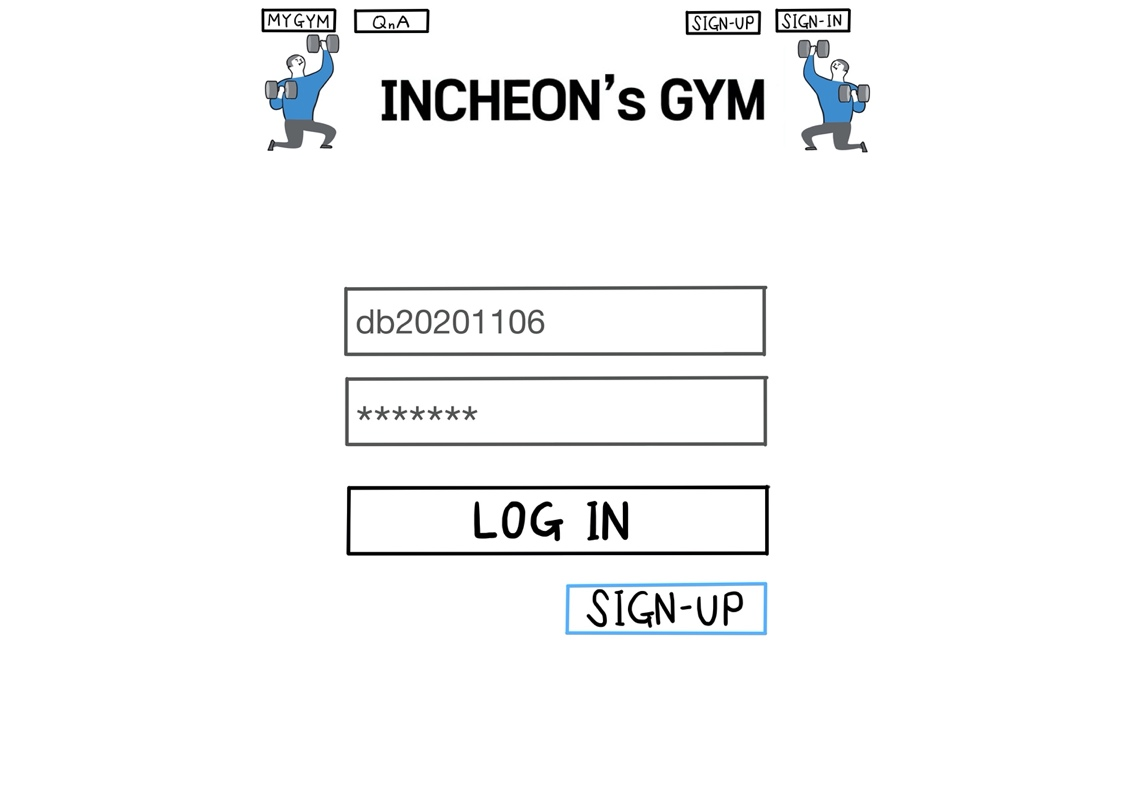 MYGYM QnA SIGN-UP SIGN-IN
INCHEON's GYM
db20201106
*******
LOG IN
SIGN-UP